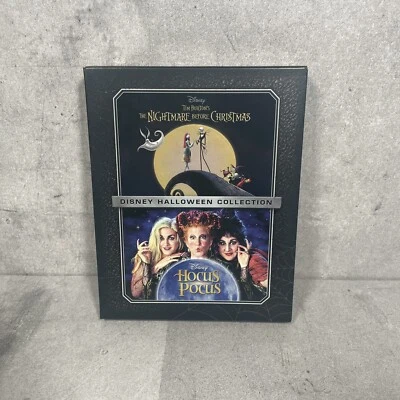 Disney
Tim Burton's
THE NIGHTMARE BEFORE CHRISTMAS
DISNEY HALLOWEEN COLLECTION
Disney
HOCUS
POCUS